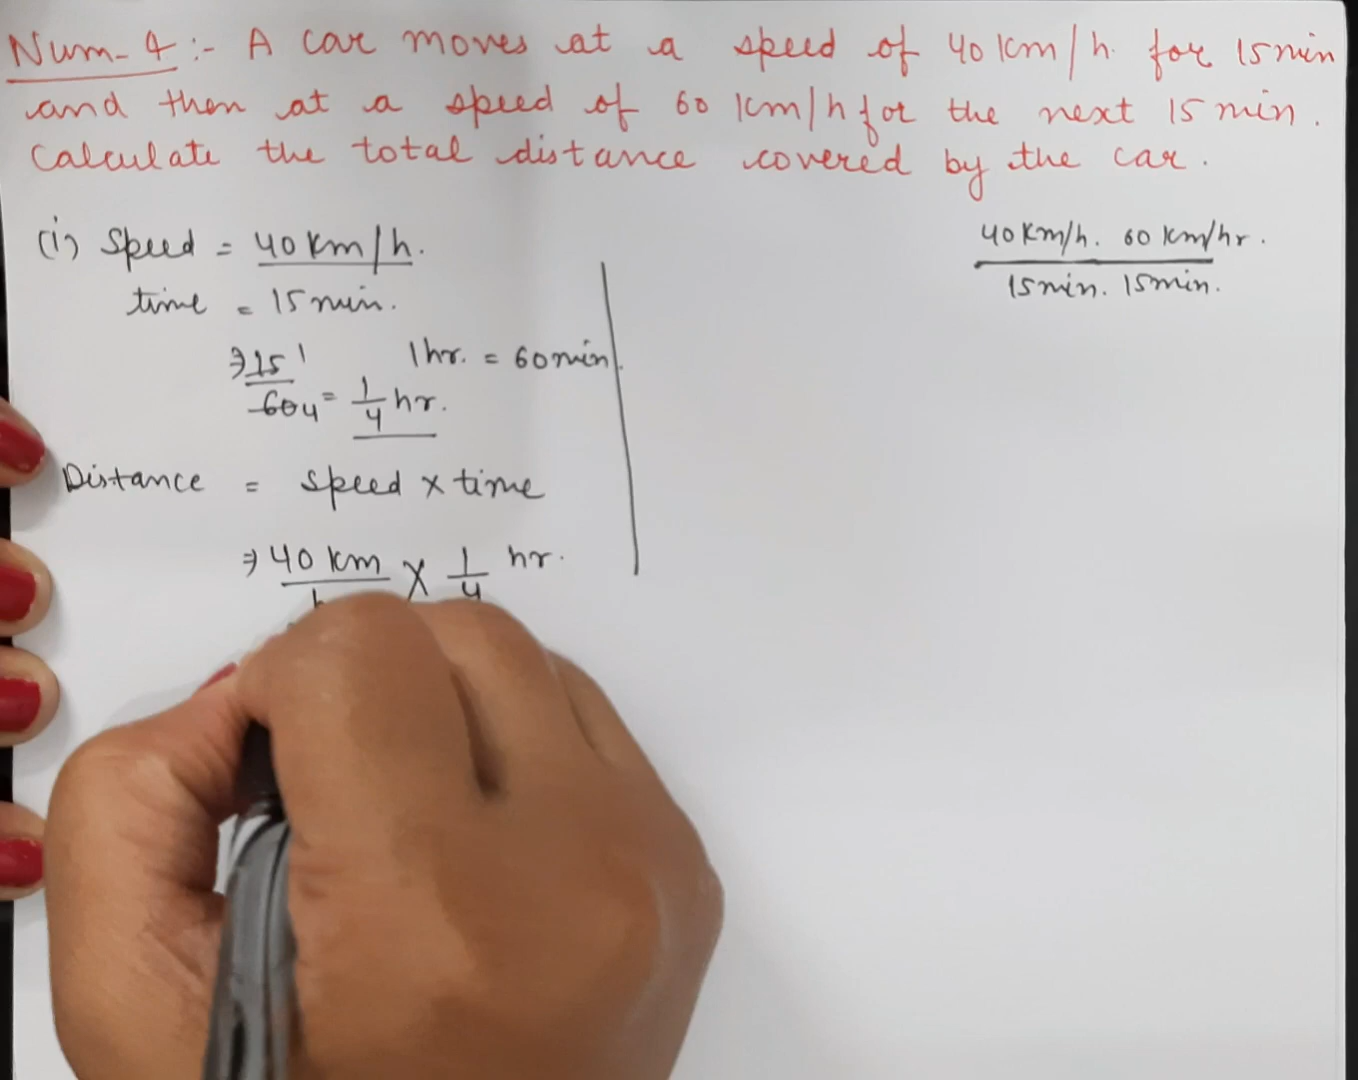 Num-4 :- A car moves at a speed of 40 km/h. for 15 min
and then at a speed of 60 km/h for the next 15 min.
Calculate the total distance covered by the car.
40 km/h. 60 km/hr.
15 min. 15 min.
(i) Speed = 40 km/h.
time = 15 min.
⇒ 15 1 1 hr. = 60 min.
60 4 = 1/4 hr.
Distance = speed × time
⇒ 40 km × 1/4 hr.